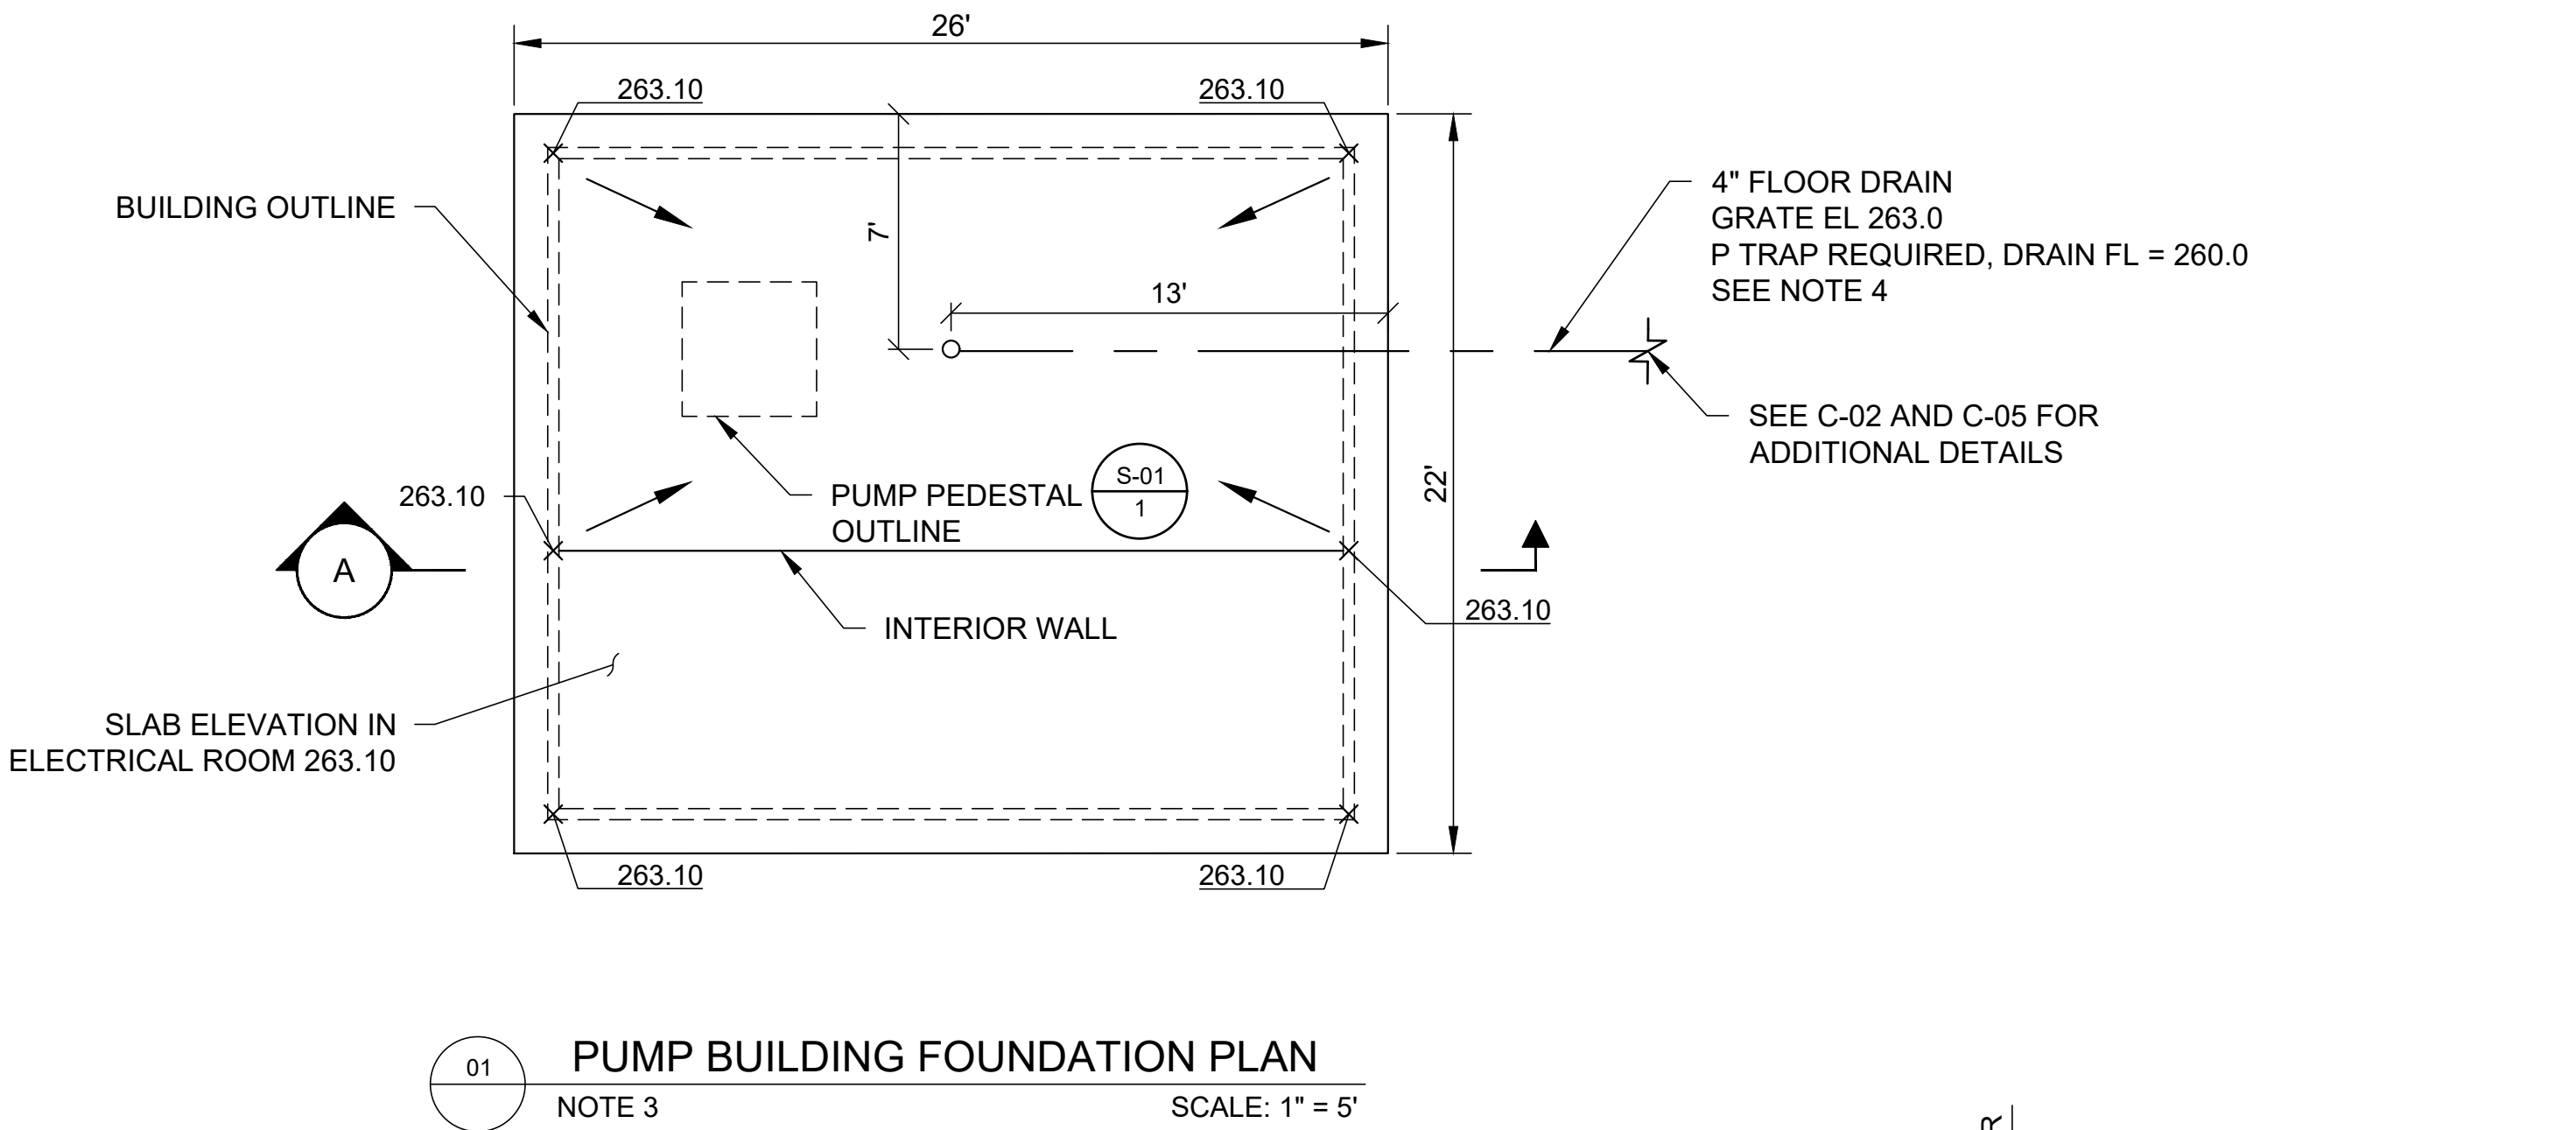 26'
263.10
263.10
BUILDING OUTLINE
7'
13'
4" FLOOR DRAIN
GRATE EL 263.0
P TRAP REQUIRED, DRAIN FL = 260.0
SEE NOTE 4
SEE C-02 AND C-05 FOR
ADDITIONAL DETAILS
22'
263.10
PUMP PEDESTAL
OUTLINE
S-01
1
A
263.10
INTERIOR WALL
SLAB ELEVATION IN
ELECTRICAL ROOM 263.10
263.10
263.10
01
PUMP BUILDING FOUNDATION PLAN
NOTE 3
SCALE: 1" = 5'
R